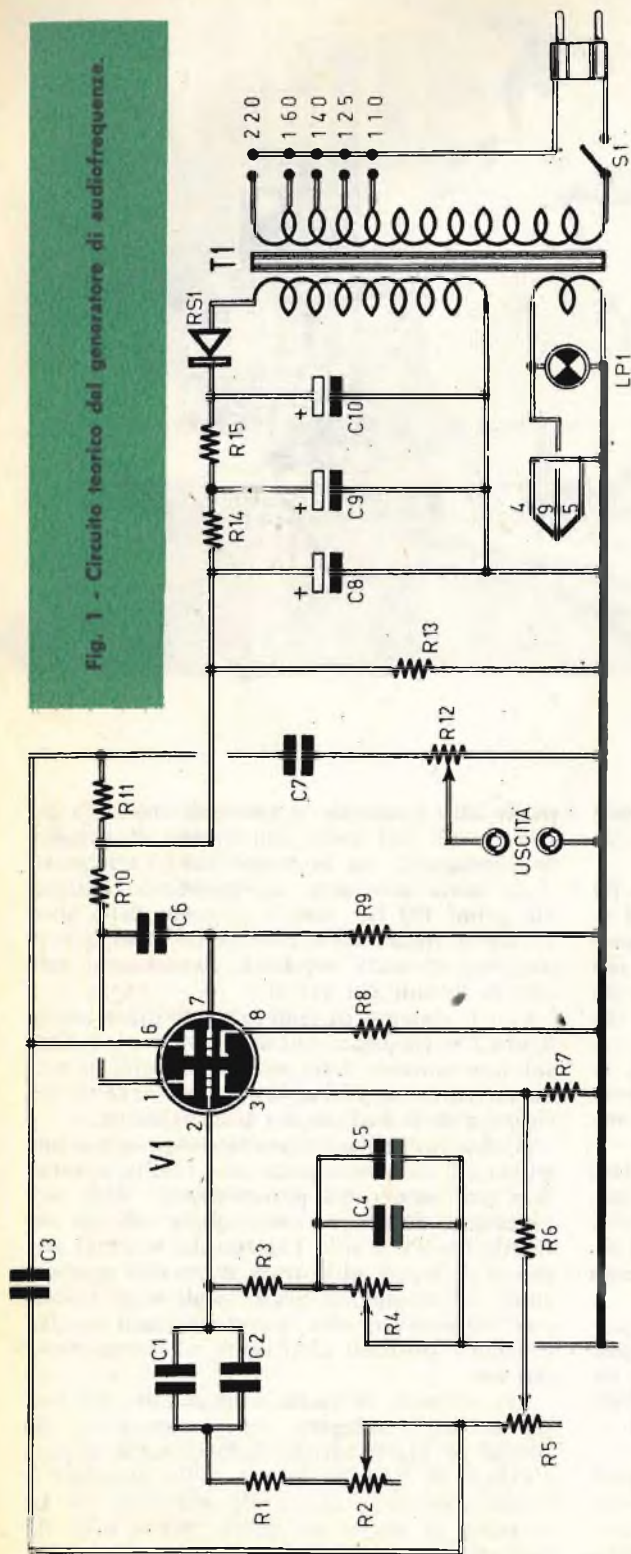 Fig. 1 - Circuito teorico del generatore di audiofrequenze.
C3
V1
1
6
2
7
3
8
C1
C2
R1
R2
R3
R4
C4
C5
R5
R6
R7
R8
R9
C6
R10
R11
C7
R12
USCITA
R13
R14
R15
RS1
+
C8
+
C9
+
C10
T1
220
160
140
125
110
S1
LP1
4
9
5